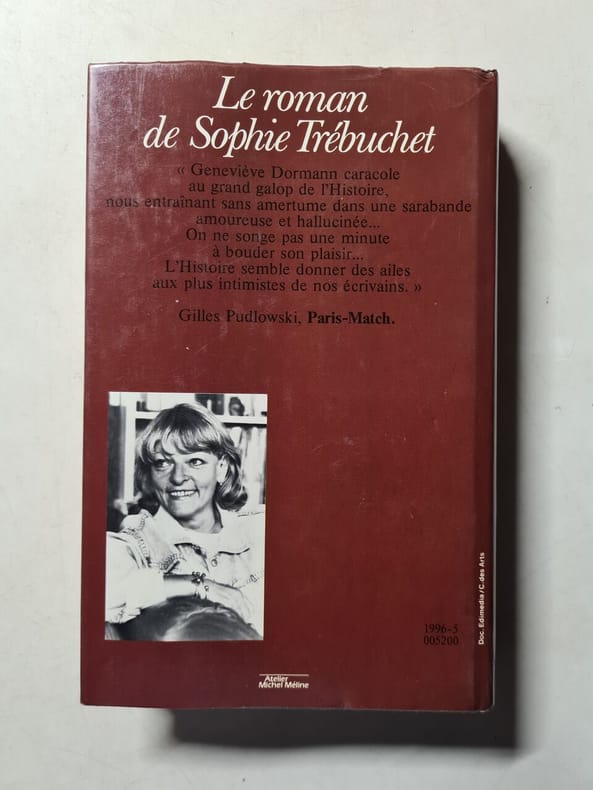 Le roman
de Sophie Trébuchet
« Geneviève Dormann caracole
au grand galop de l'Histoire,
nous entraînant sans amertume dans une sarabande
amoureuse et hallucinée...
On ne songe pas une minute
à bouder son plaisir...
L'Histoire semble donner des ailes
aux plus intimistes de nos écrivains. »
Gilles Pudlowski, Paris-Match.
1996-5
005200
Doc. Edimedia/C. des Arts
Atelier
Michel Méline